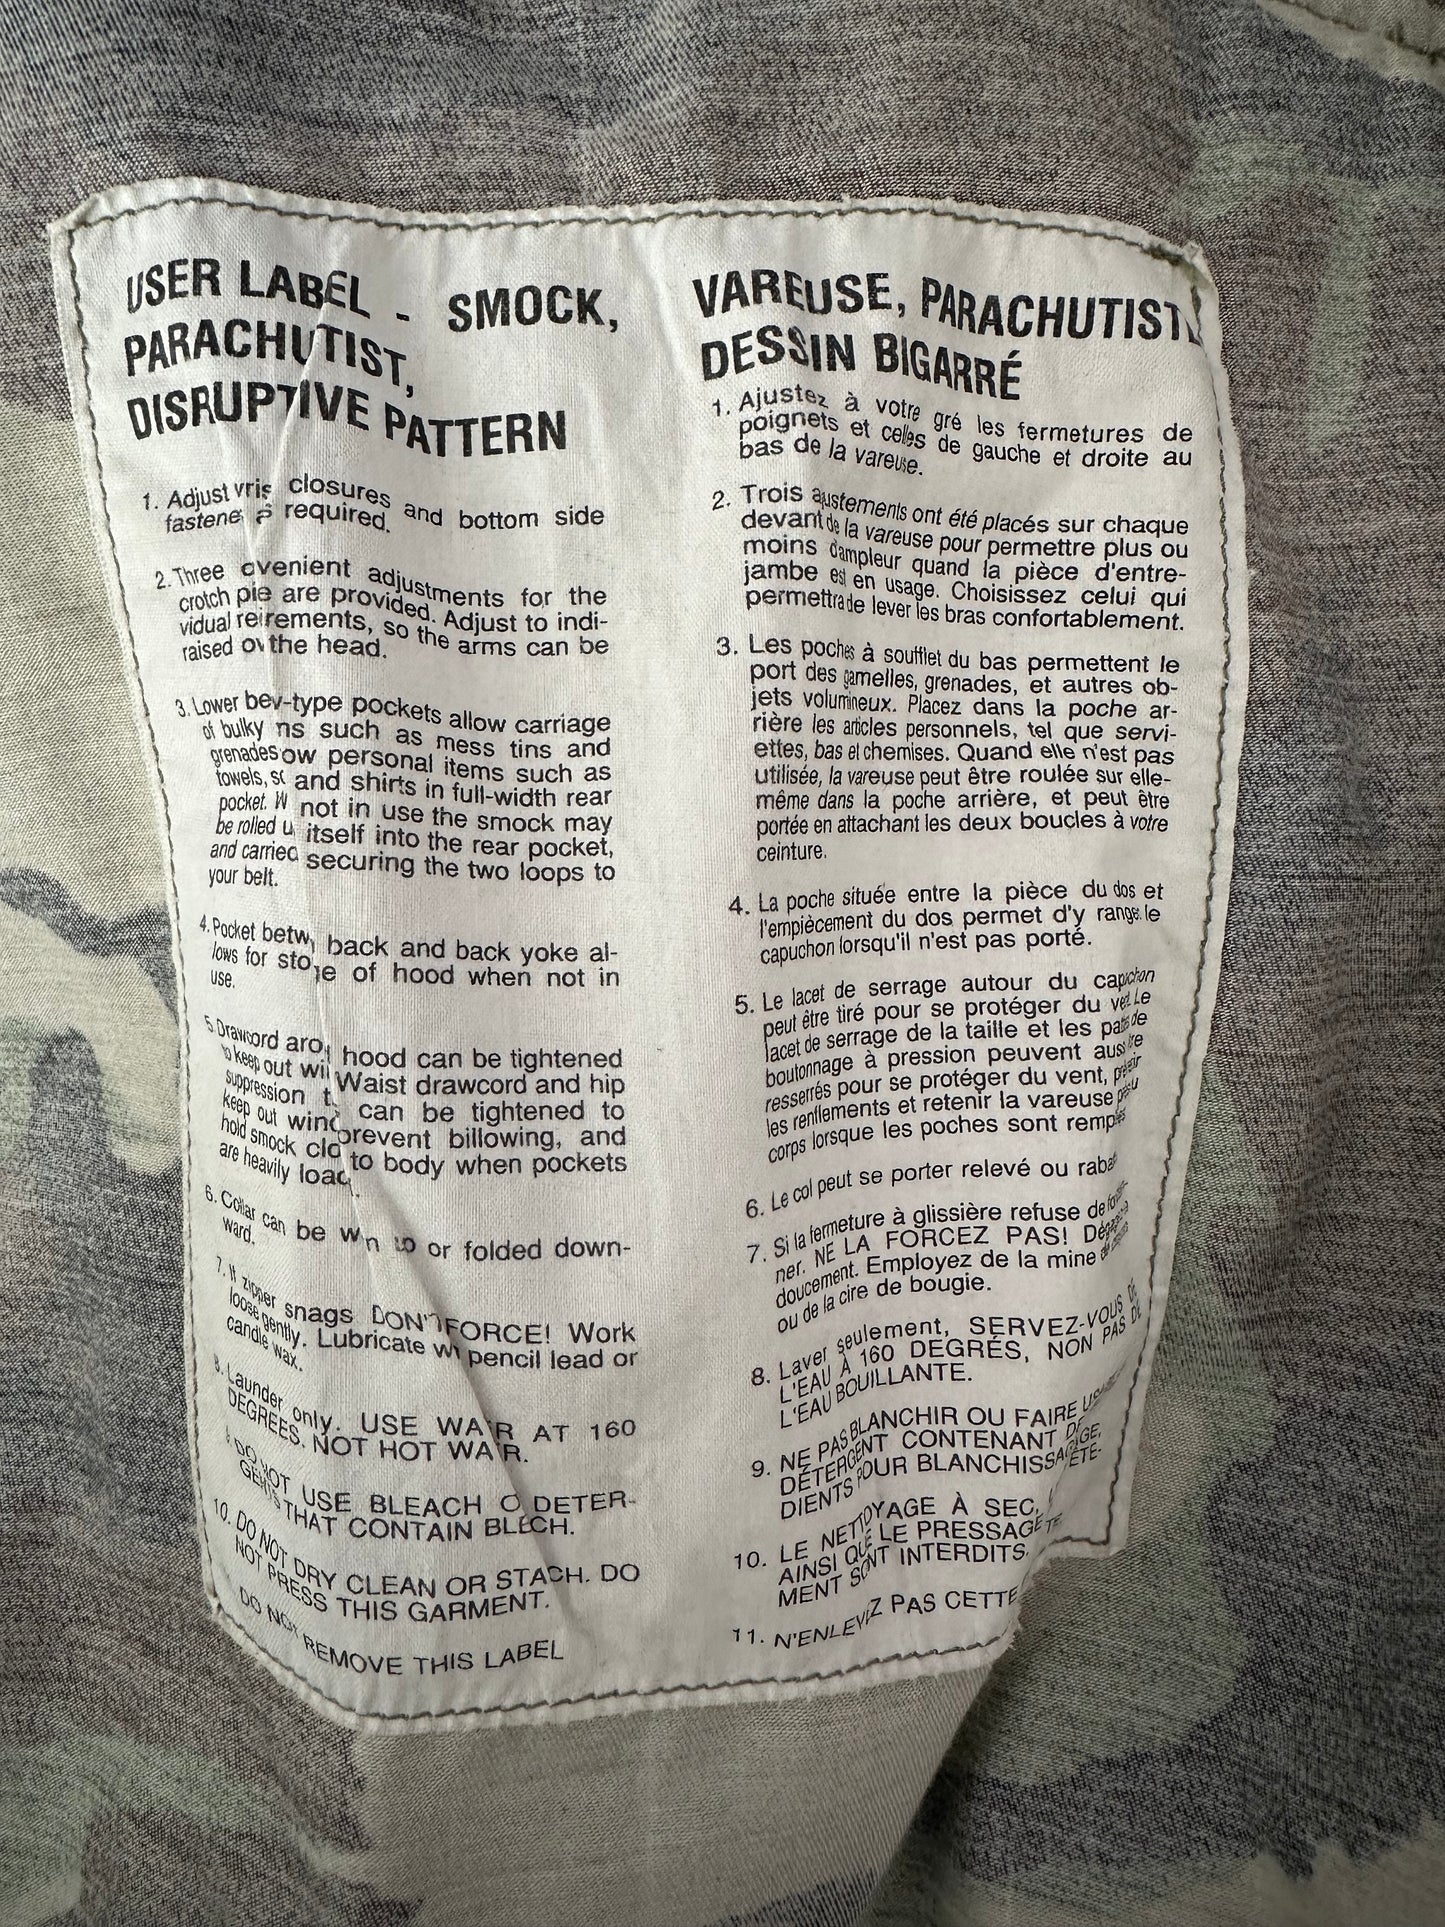 USER LABEL - SMOCK,
PARACHUTIST,
DISRUPTIVE PATTERN
1. Adjust closures and bottom side
required.
2. Three adjustments for the
crotch are provided. Adjust to indi-
vidual so the arms can be
raised the head.
3. Lower pockets allow carriage
of bulky such as mess tins and
grenades personal items such as
towels, and shirts in full-width rear
pocket. not in use the smock may
be rolled itself into the rear pocket,
and carried securing the two loops to
your belt.
4. Pocket back and back yoke al-
lows for of hood when not in
use.
5. Drawcord hood can be tightened
to keep out Waist drawcord and hip
suppression can be tightened to
keep out prevent billowing, and
hold smock to body when pockets
are heavily
6. Collar can be or folded down-
ward.
7. If zipper snags DON'T FORCE! Work
loose gently. Lubricate pencil lead or
candle wax.
8. Launder only. USE AT 160
DEGREES. NOT HOT
DO NOT USE BLEACH DETER-
GENTS THAT CONTAIN
10. DO NOT DRY CLEAN OR DO
NOT PRESS THIS GARMENT.
DO NOT REMOVE THIS LABEL
VAREUSE, PARACHUTISTE
DESSIN BIGARRÉ
1. Ajustez à votre gré les fermetures de
poignets et celles de gauche et droite au
bas de la vareuse.
2. Trois ont été placés sur chaque
devant de la vareuse pour permettre plus ou
moins d'ampleur quand la pièce d'entre-
jambe est en usage. Choisissez celui qui
permettra de lever les bras confortablement.
3. Les poches à soufflet du bas permettent le
port des gamelles, grenades, et autres ob-
jets volumineux. Placez dans la poche ar-
rière les articles personnels, tel que servi-
ettes, bas et chemises. Quand elle n'est pas
utilisée, la vareuse peut être roulée sur elle-
même dans la poche arrière, et peut être
portée en attachant les deux boucles à votre
ceinture.
4. La poche située entre la pièce du dos et
l'empiècement du dos permet d'y ranger le
capuchon lorsqu'il n'est pas porté.
5. Le lacet de serrage autour du capuchon
peut être tiré pour se protéger du Le
lacet de serrage de la taille et les de
boutonnage à pression peuvent
resserrés pour se protéger du vent,
les renflements et retenir la vareuse
corps lorsque les poches sont
6. Le col peut se porter relevé ou
7. Si la fermeture à glissière refuse de
ner. NE LA FORCEZ PAS!
doucement. Employez de la mine
ou de la cire de bougie.
8. Laver seulement, SERVEZ-VOUS DE
L'EAU À 160 DEGRÉS, NON PAS DE
L'EAU BOUILLANTE.
9. NE PAS BLANCHIR OU FAIRE
DÉTERGENT CONTENANT
DIENTS POUR BLANCHISSAGE
10. LE NETTOYAGE À SEC,
AINSI QUE LE PRESSAGE
MENT SONT INTERDITS.
11. N'ENLEVEZ PAS CETTE